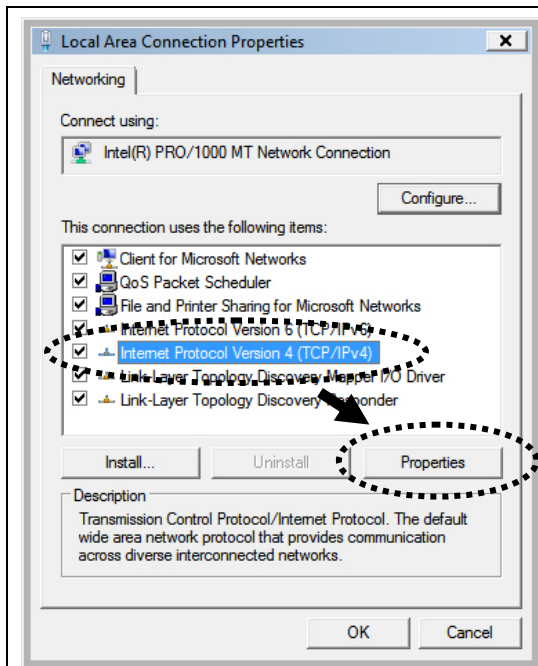 Local Area Connection Properties
Networking
Connect using:
Intel(R) PRO/1000 MT Network Connection
Configure...
This connection uses the following items:
Client for Microsoft Networks
QoS Packet Scheduler
File and Printer Sharing for Microsoft Networks
Internet Protocol Version 6 (TCP/IPv6)
Internet Protocol Version 4 (TCP/IPv4)
Link-Layer Topology Discovery Mapper I/O Driver
Link-Layer Topology Discovery Responder
Install...
Uninstall
Properties
Description
Transmission Control Protocol/Internet Protocol. The default
wide area network protocol that provides communication
across diverse interconnected networks.
OK
Cancel